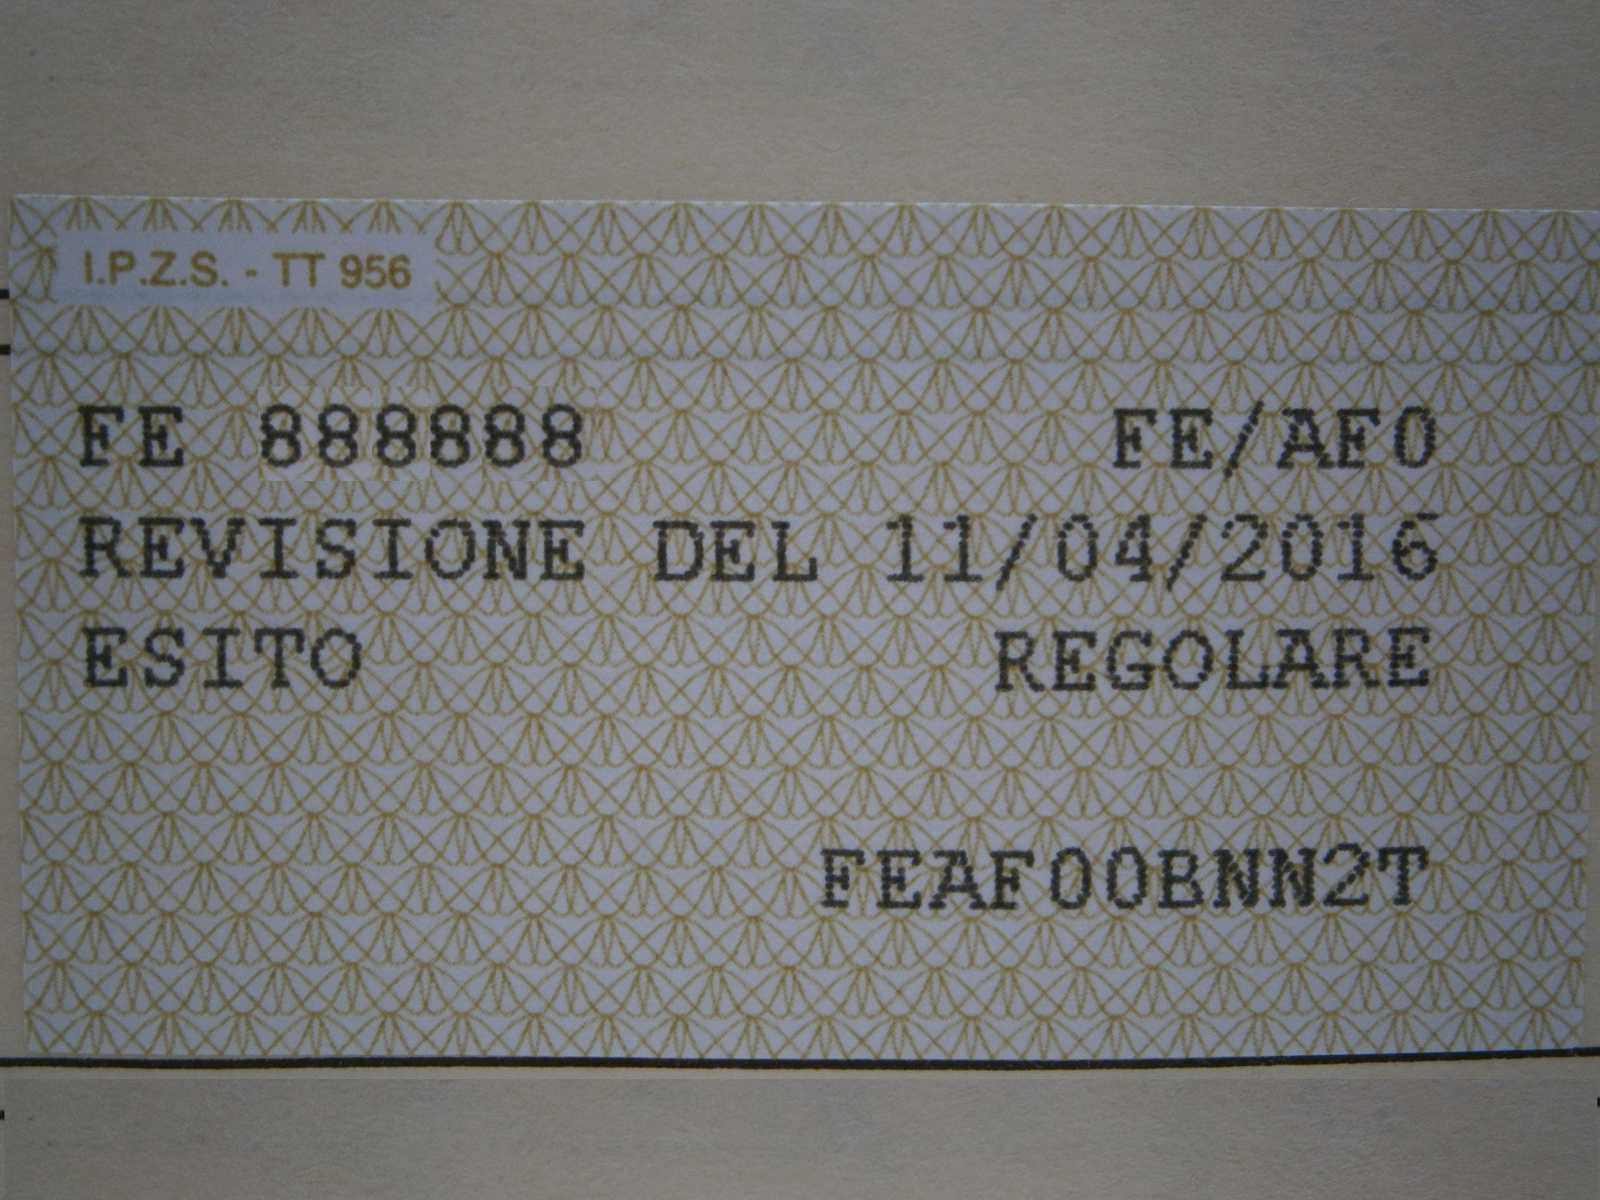 I.P.Z.S. - TT 956
FE 888888 FE/AF0
REVISIONE DEL 11/04/2016
ESITO REGOLARE
FEAF00BNN2T